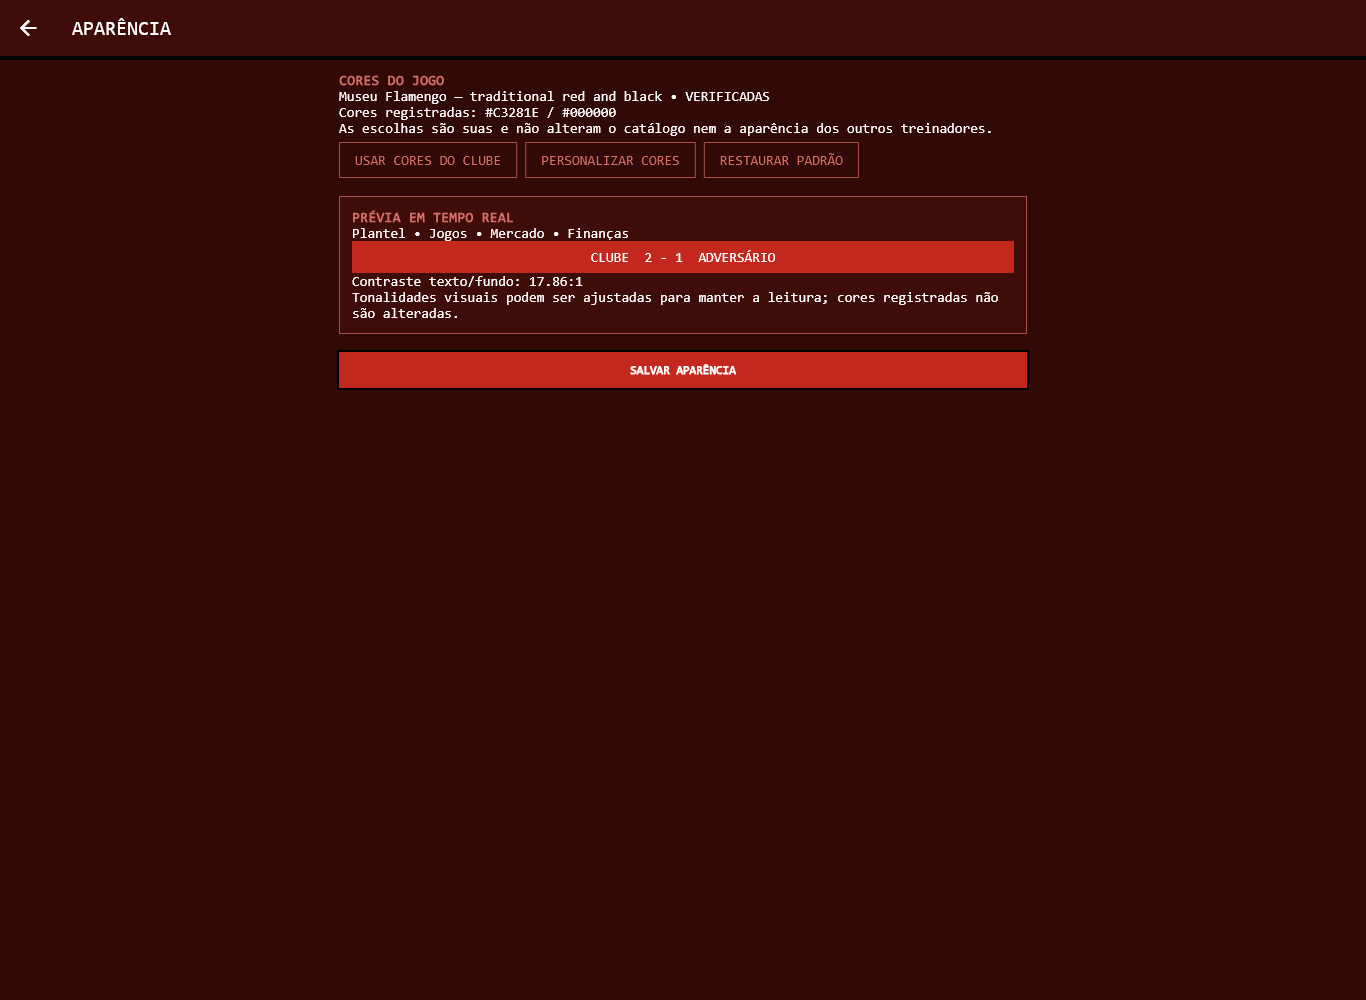 APARÊNCIA
CORES DO JOGO
Museu Flamengo — traditional red and black • VERIFICADAS
Cores registradas: #C3281E / #000000
As escolhas são suas e não alteram o catálogo nem a aparência dos outros treinadores.
USAR CORES DO CLUBE
PERSONALIZAR CORES
RESTAURAR PADRÃO
PRÉVIA EM TEMPO REAL
Plantel • Jogos • Mercado • Finanças
CLUBE  2 - 1  ADVERSÁRIO
Contraste texto/fundo: 17.86:1
Tonalidades visuais podem ser ajustadas para manter a leitura; cores registradas não
são alteradas.
SALVAR APARÊNCIA